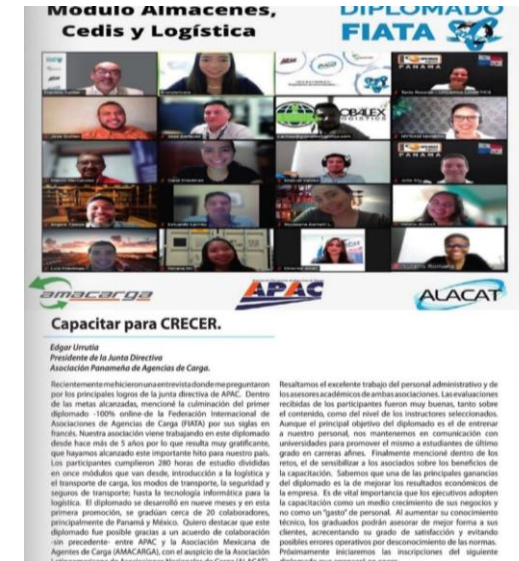 Módulo Almacenes,
Cedis y Logística
DIPLOMADO
FIATA
PANAMÁ
OBALEX
LOGISTICS
PANAMÁ
amacarga
APAC
ALACAT
Capacitar para CRECER.
Edgar Urrutia
Presidente de la Junta Directiva
Asociación Panameña de Agencias de Carga.
Recientemente me hicieron una entrevista donde me preguntaron
por los principales logros de la junta directiva de APAC. Dentro
de las metas alcanzadas, mencioné la culminación del primer
diplomado -100% online-de la Federación Internacional de
Asociaciones de Agencias de Carga (FIATA) por sus siglas en
francés. Nuestra asociación viene trabajando en este diplomado
desde hace más de 5 años por lo que resulta muy gratificante,
que hayamos alcanzado este importante hito para nuestro país.
Los participantes cumplieron 280 horas de estudio divididas
en once módulos que van desde, introducción a la logística y
el transporte de carga, los modos de transporte, la seguridad y
seguros de transporte; hasta la tecnología informática para la
logística. El diplomado se desarrolló en nueve meses y en esta
primera promoción, se gradúan cerca de 20 colaboradores,
principalmente de Panamá y México. Quiero destacar que este
diplomado fue posible gracias a un acuerdo de colaboración
-sin precedente- entre APAC y la Asociación Mexicana de
Agentes de Carga (AMACARGA), con el auspicio de la Asociación
Latinoamericana de Asociaciones Nacionales de Carga (ALACAT).
Resaltamos el excelente trabajo del personal administrativo y de
los asesores académicos de ambas asociaciones. Las evaluaciones
recibidas de los participantes fueron muy buenas, tanto sobre
el contenido, como del nivel de los instructores seleccionados.
Aunque el principal objetivo del diplomado es el de entrenar
a nuestro personal, nos mantenemos en comunicación con
universidades para promover el mismo a estudiantes de último
grado en carreras afines. Finalmente mencioné dentro de los
retos, el de sensibilizar a los asociados sobre los beneficios de
la capacitación. Sabemos que una de las principales ganancias
del diplomado es la de mejorar los resultados económicos de
la empresa. Es de vital importancia que los ejecutivos adopten
la capacitación como un medio crecimiento de sus negocios y
no como un "gasto" de personal. Al aumentar su conocimiento
técnico, los graduados podrán asesorar de mejor forma a sus
clientes, acrecentando su grado de satisfacción y evitando
posibles errores operativos por desconocimiento de las normas.
Próximamente iniciaremos las inscripciones del siguiente